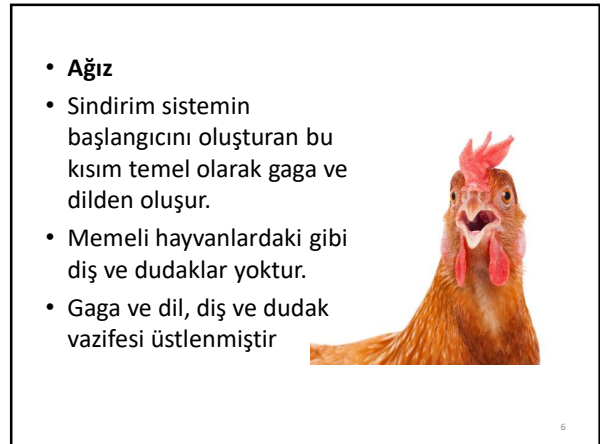 • Ağız
• Sindirim sistemin
başlangıcını oluşturan bu
kısım temel olarak gaga ve
dilden oluşur.
• Memeli hayvanlardaki gibi
diş ve dudaklar yoktur.
• Gaga ve dil, diş ve dudak
vazifesi üstlenmiştir
6